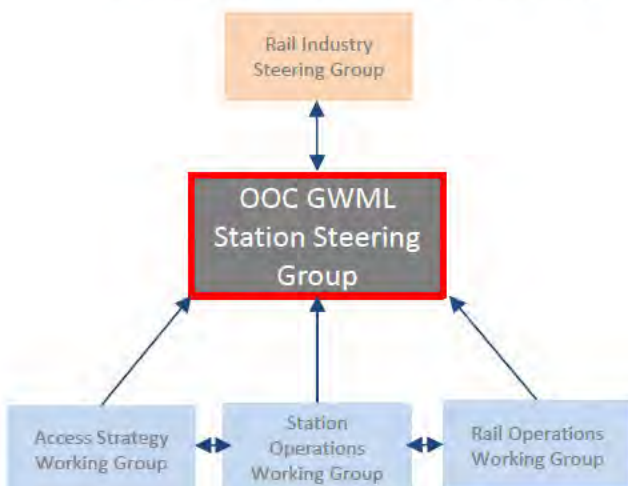 Rail Industry
Steering Group
OOC GWML
Station Steering
Group
Access Strategy
Working Group
Station
Operations
Working Group
Rail Operations
Working Group